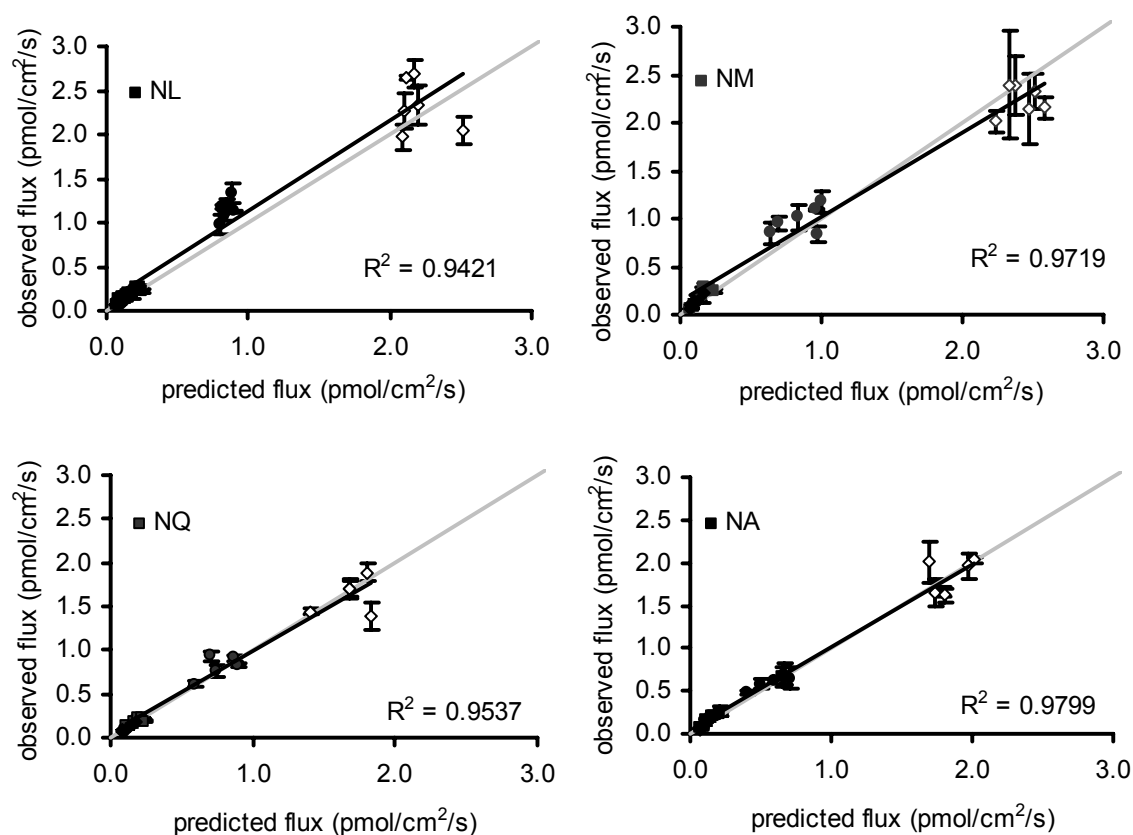 observed flux (pmol/cm²/s)
3.0
2.5
2.0
1.5
1.0
0.5
0.0
NL
R² = 0.9421
0.0 1.0 2.0 3.0
predicted flux (pmol/cm²/s)
observed flux (pmol/cm²/s)
3.0
2.5
2.0
1.5
1.0
0.5
0.0
NM
R² = 0.9719
0.0 1.0 2.0 3.0
predicted flux (pmol/cm²/s)
observed flux (pmol/cm²/s)
3.0
2.5
2.0
1.5
1.0
0.5
0.0
NQ
R² = 0.9537
0.0 1.0 2.0 3.0
predicted flux (pmol/cm²/s)
observed flux (pmol/cm²/s)
3.0
2.5
2.0
1.5
1.0
0.5
0.0
NA
R² = 0.9799
0.0 1.0 2.0 3.0
predicted flux (pmol/cm²/s)